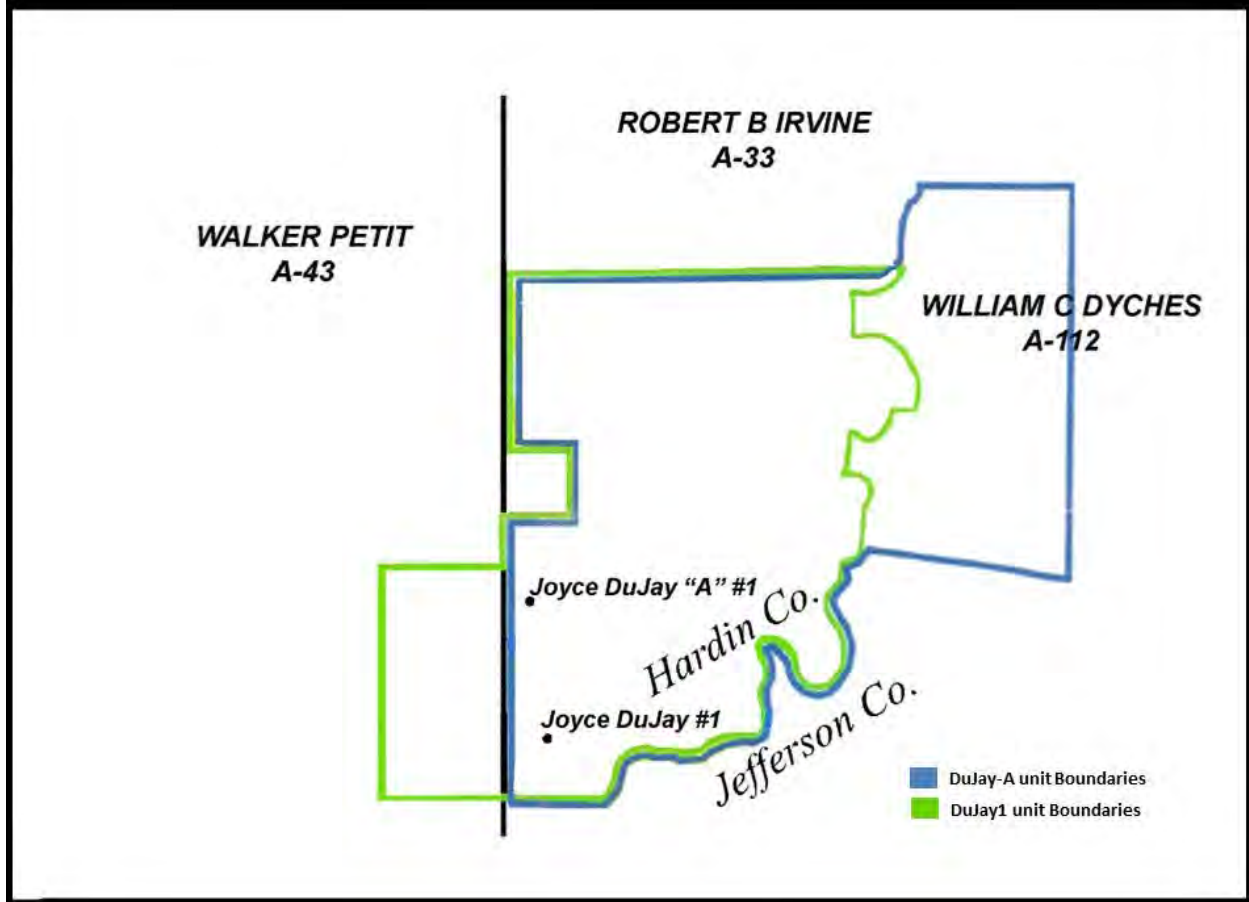 ROBERT B IRVINE
A-33
WALKER PETIT
A-43
WILLIAM C DYCHES
A-112
Joyce DuJay “A” #1
Hardin Co.
Joyce DuJay #1
Jefferson Co.
DuJay-A unit Boundaries
DuJay1 unit Boundaries